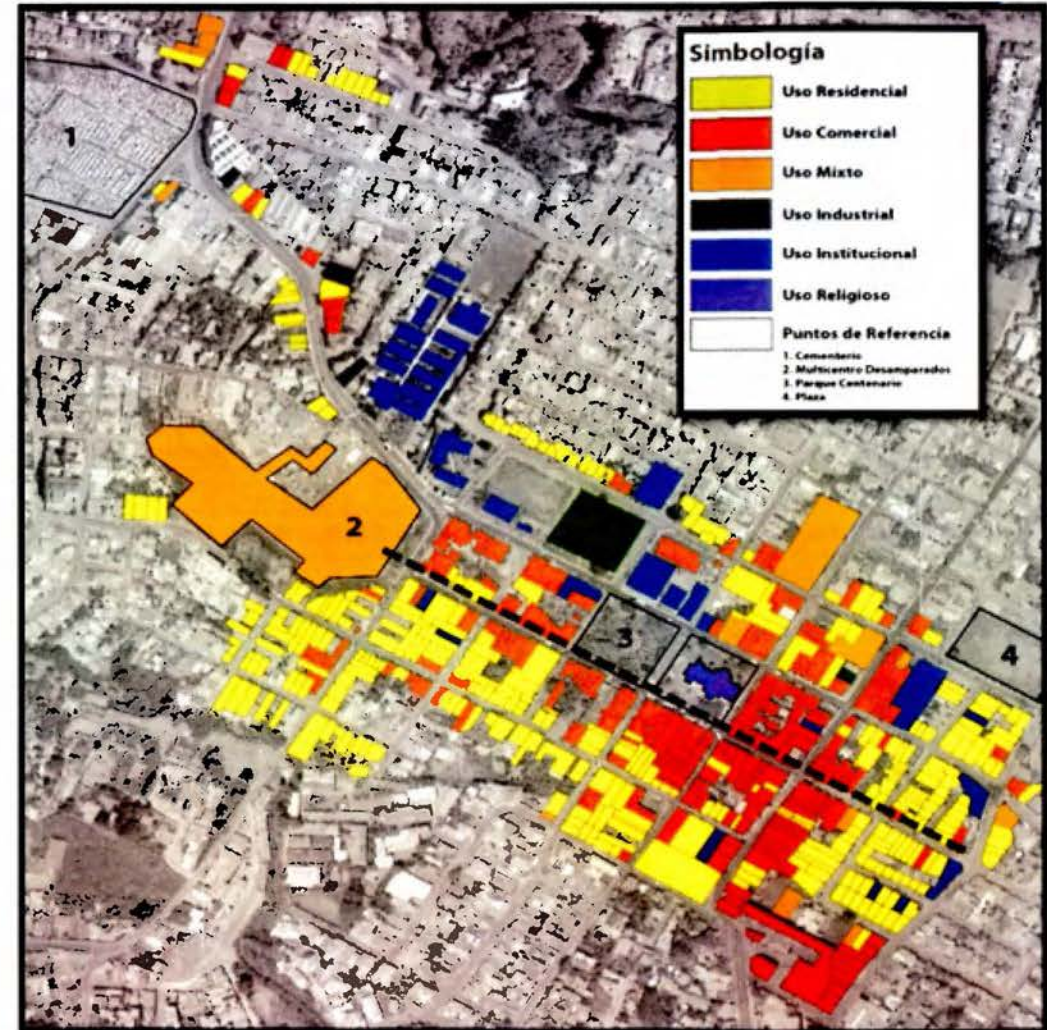 Simbología
Uso Residencial
Uso Comercial
Uso Mixto
Uso Industrial
Uso Institucional
Uso Religioso
Puntos de Referencia
1. Cementerio
2. Multicentro Desamparados
3. Parque Centenario
4. Plaza
1
2
3
4